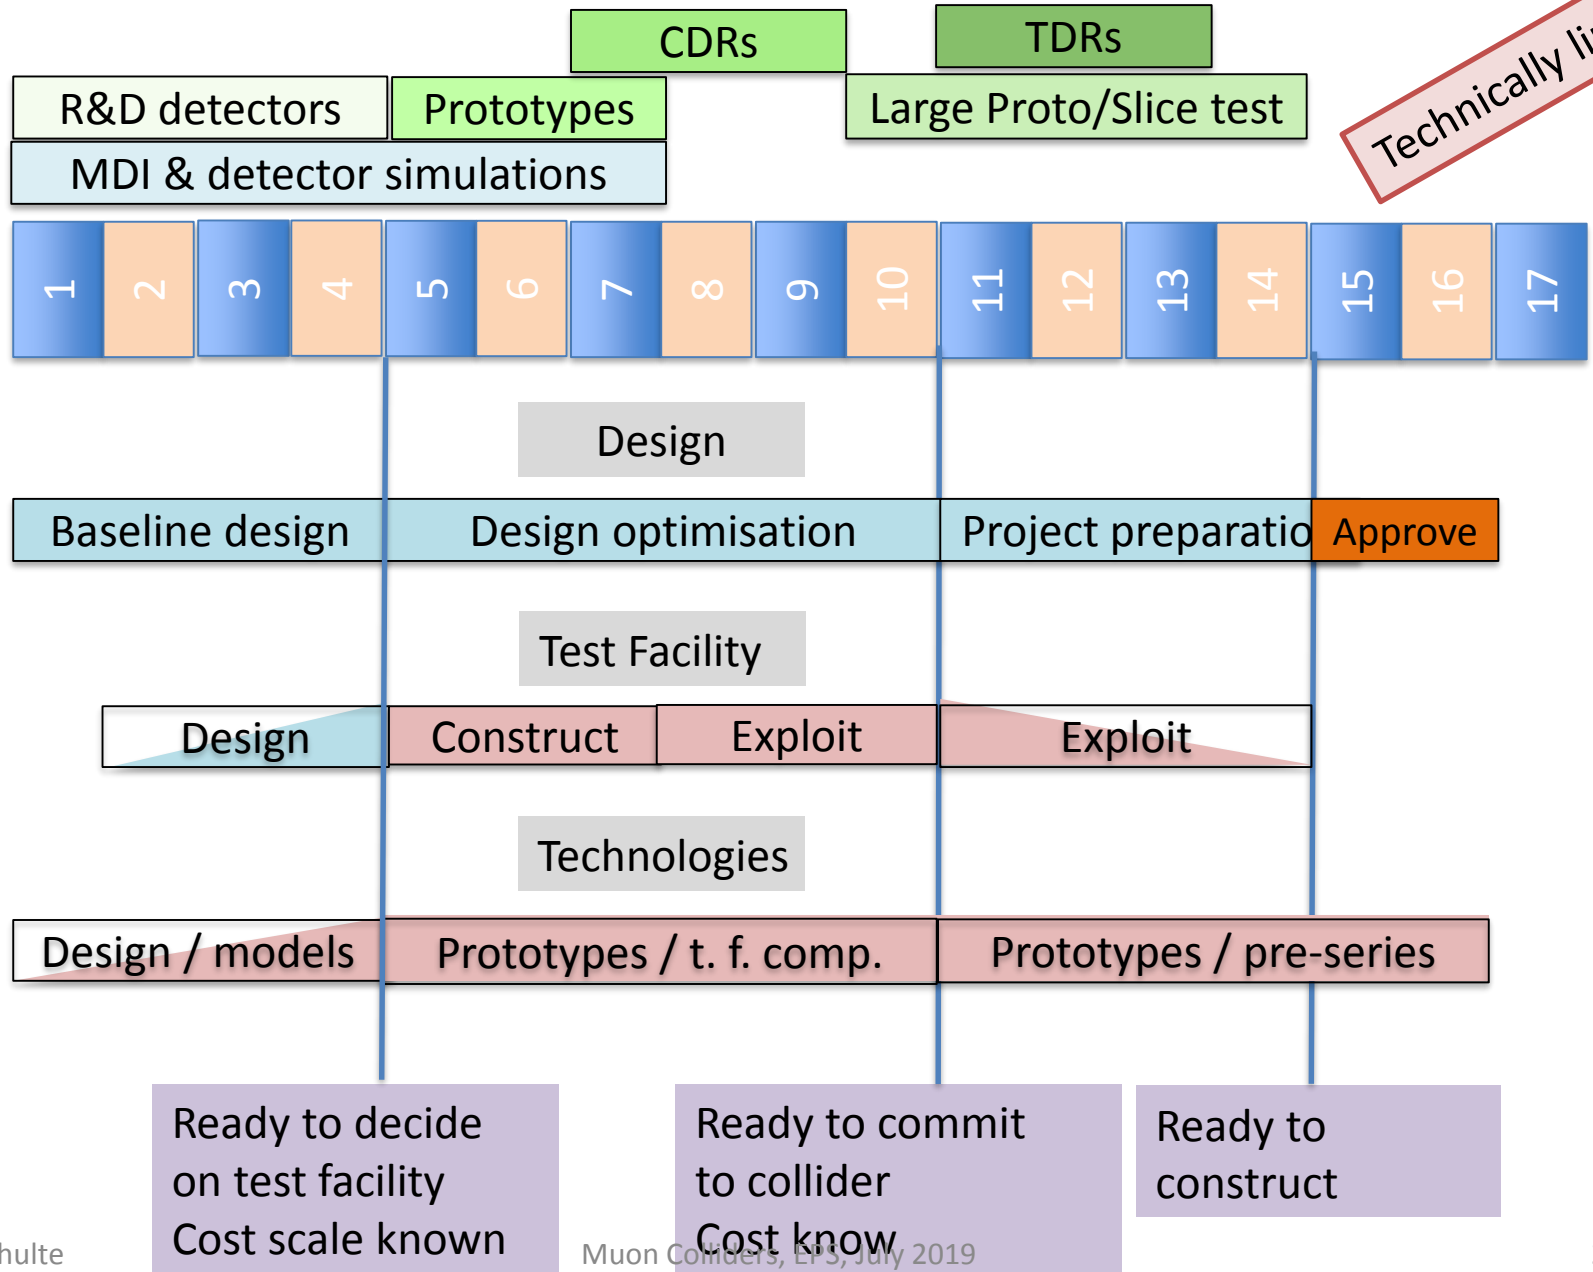 CDRs
TDRs
Technically
R&D detectors
Prototypes
Large Proto/Slice test
MDI & detector simulations
1 2 3 4 5 6 7 8 9 10 11 12 13 14 15 16 17
Design
Baseline design
Design optimisation
Project preparatio
Approve
Test Facility
Design
Construct
Exploit
Exploit
Technologies
Design / models
Prototypes / t. f. comp.
Prototypes / pre-series
Ready to decide
on test facility
Cost scale known
Ready to commit
to collider
Cost know
Ready to
construct
hulte
Muon Colliders, EPS, July 2019